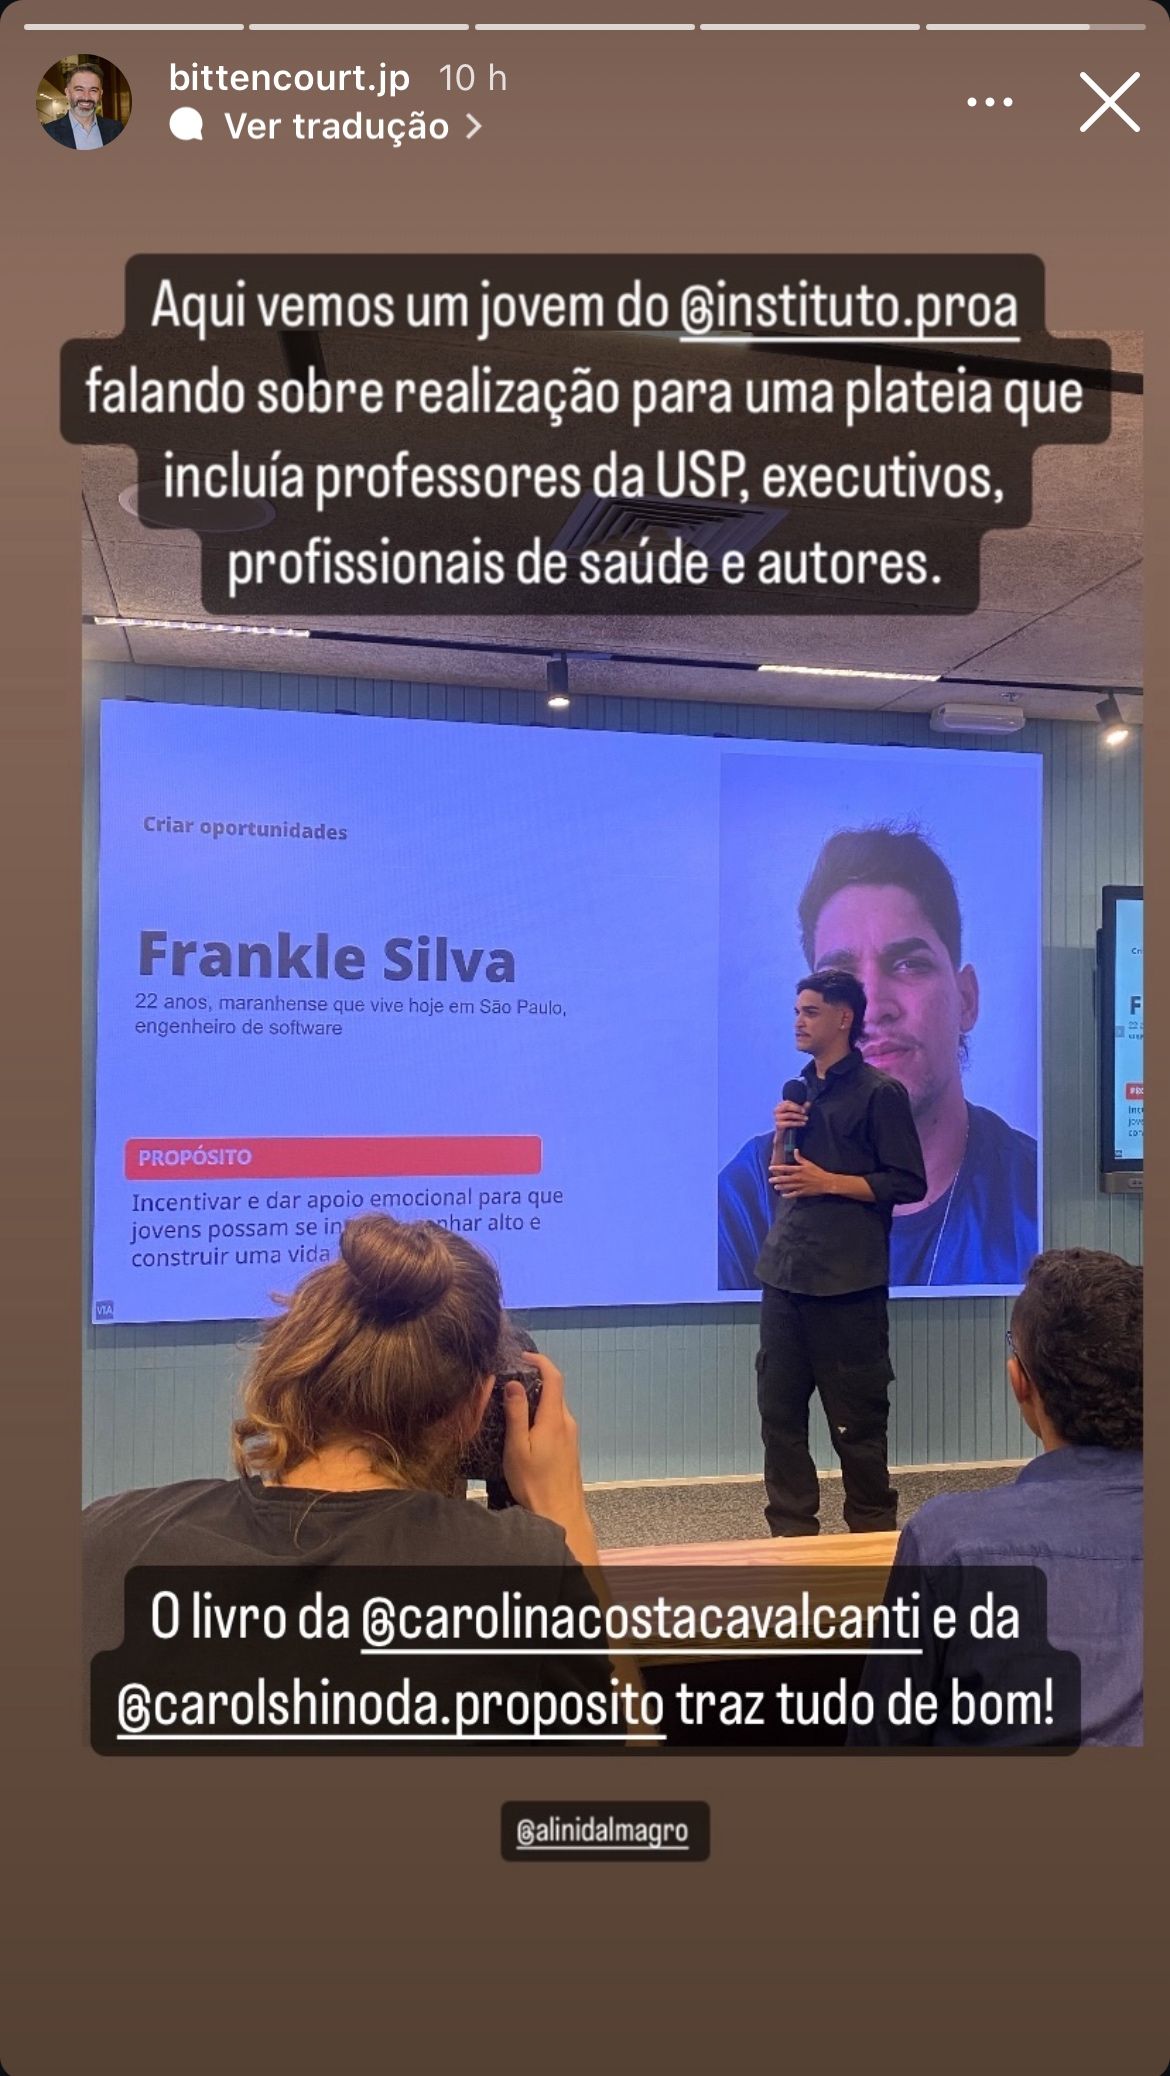 bittencourt.jp 10 h
Ver tradução
Aqui vemos um jovem do @instituto.proa
falando sobre realização para uma plateia que
incluía professores da USP, executivos,
profissionais de saúde e autores.
Criar oportunidades
Frankle Silva
22 anos, maranhense que vive hoje em São Paulo,
engenheiro de software
PROPÓSITO
Incentivar e dar apoio emocional para que
jovens possam se alto e
construir uma vida
VIA
O livro da @carolinacostacavalcanti e da
@carolshinoda.proposito traz tudo de bom!
@alinidalmagro